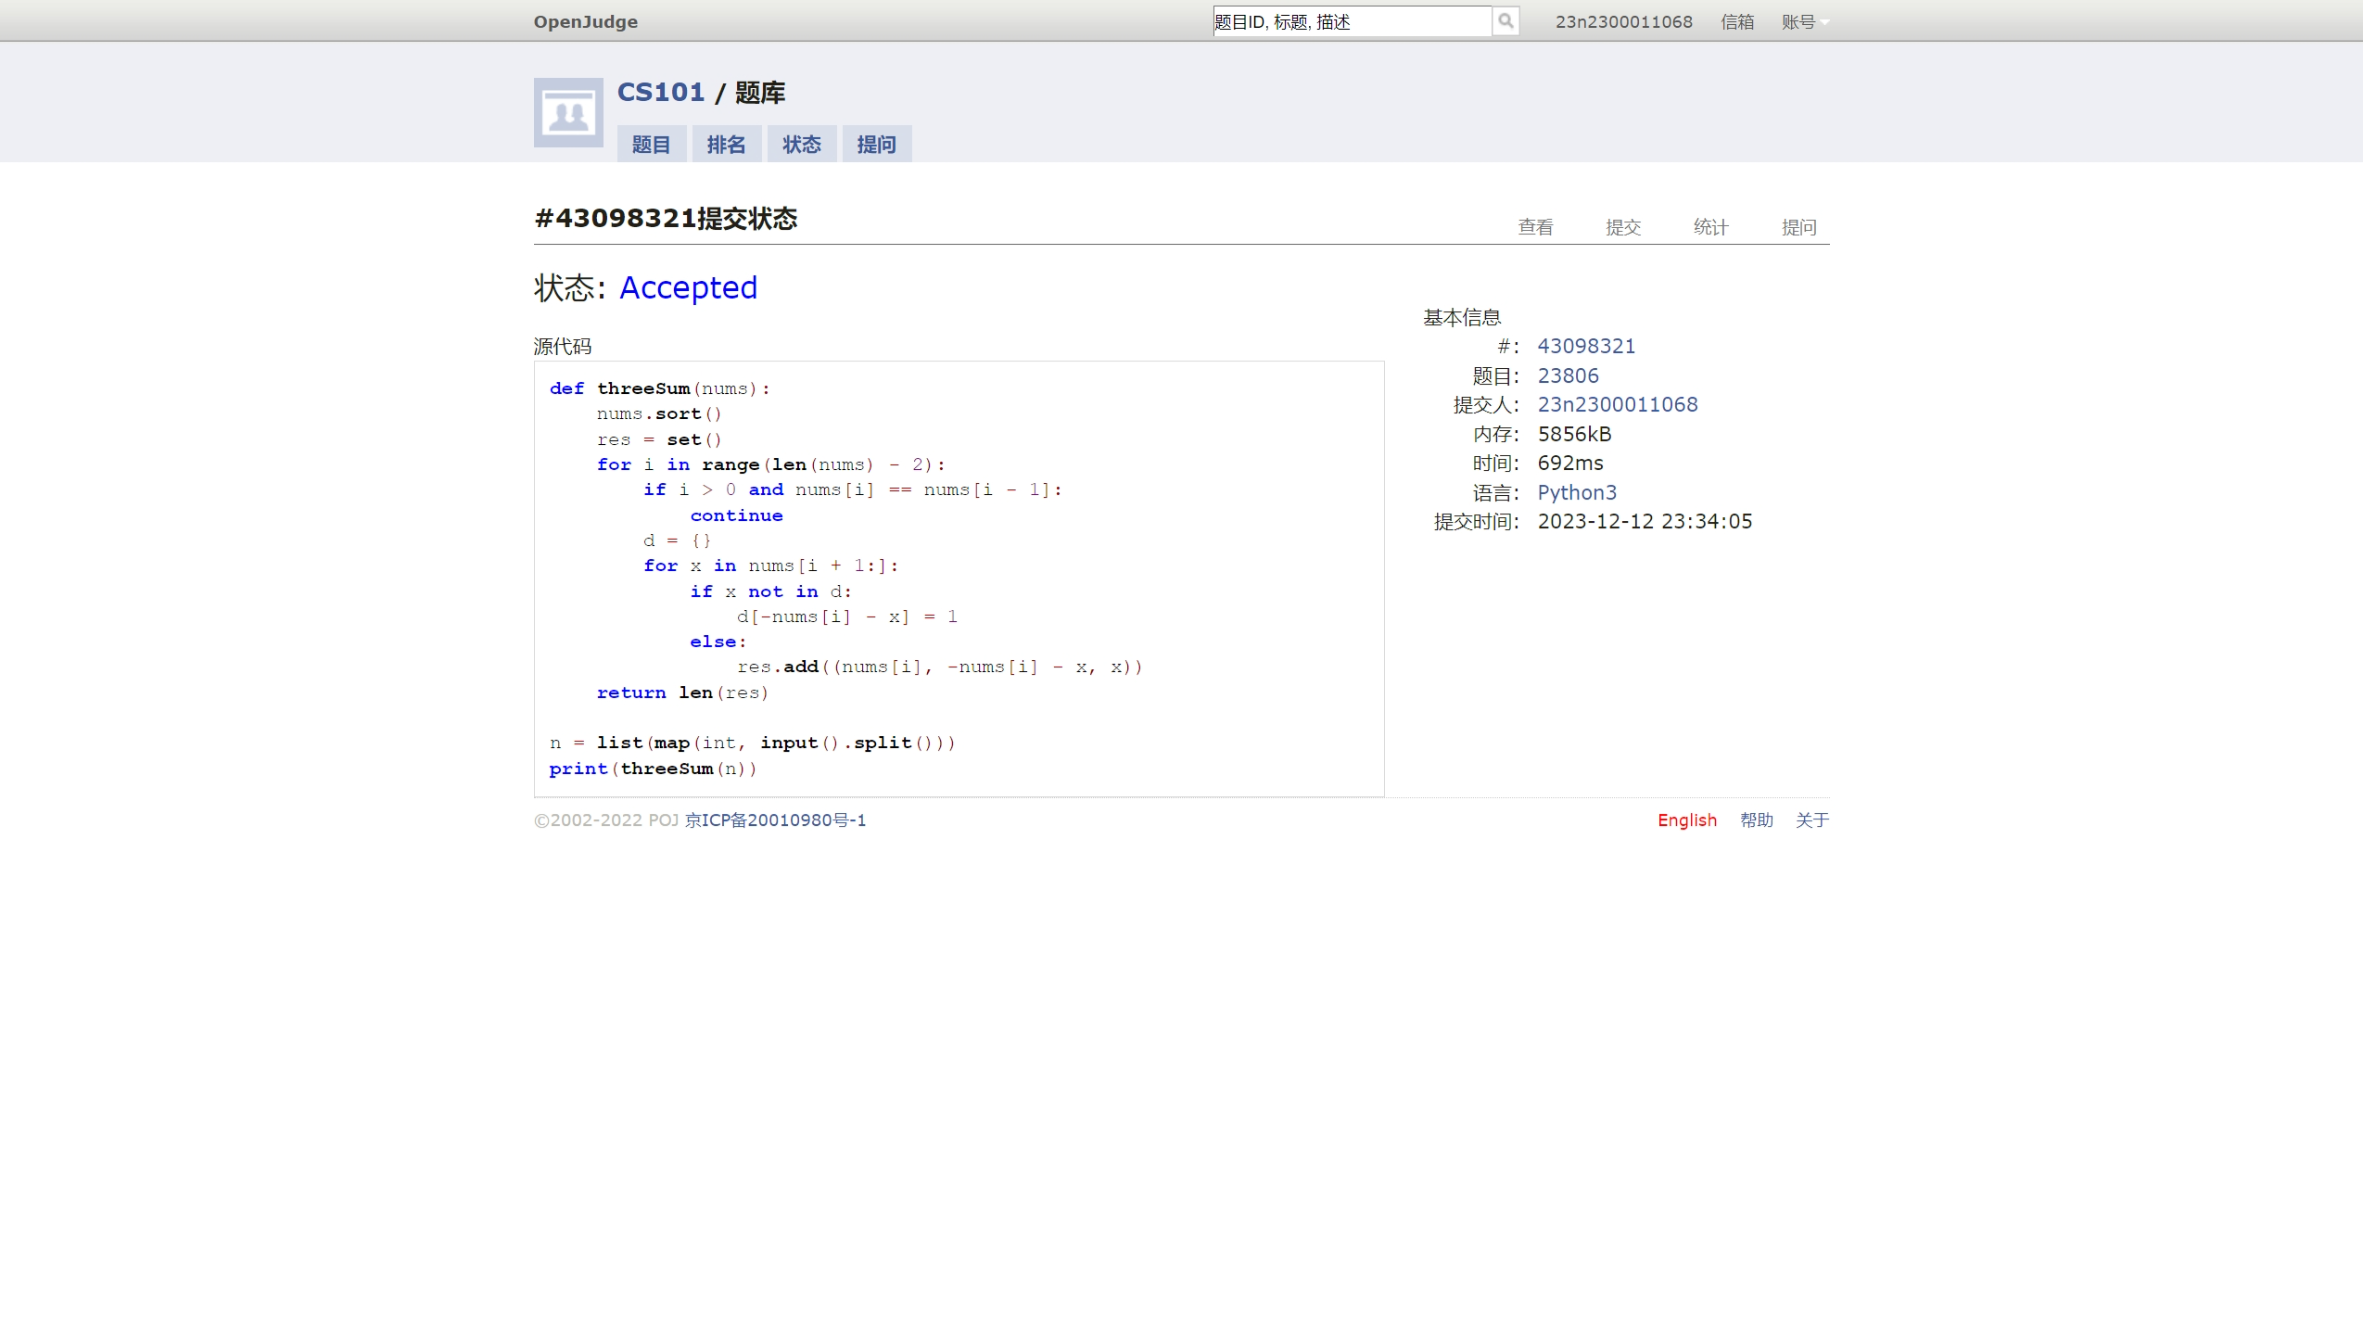 OpenJudge
题目ID, 标题, 描述
23n2300011068 信箱 账号
CS101 / 题库
题目 排名 状态 提问
#43098321提交状态
查看 提交 统计 提问
状态: Accepted
源代码
def threeSum(nums):
    nums.sort()
    res = set()
    for i in range(len(nums) - 2):
        if i > 0 and nums[i] == nums[i - 1]:
            continue
        d = {}
        for x in nums[i + 1:]:
            if x not in d:
                d[-nums[i] - x] = 1
            else:
                res.add((nums[i], -nums[i] - x, x))
    return len(res)
n = list(map(int, input().split()))
print(threeSum(n))
基本信息
#: 43098321
题目: 23806
提交人: 23n2300011068
内存: 5856kB
时间: 692ms
语言: Python3
提交时间: 2023-12-12 23:34:05
©2002-2022 POJ 京ICP备20010980号-1
English 帮助 关于